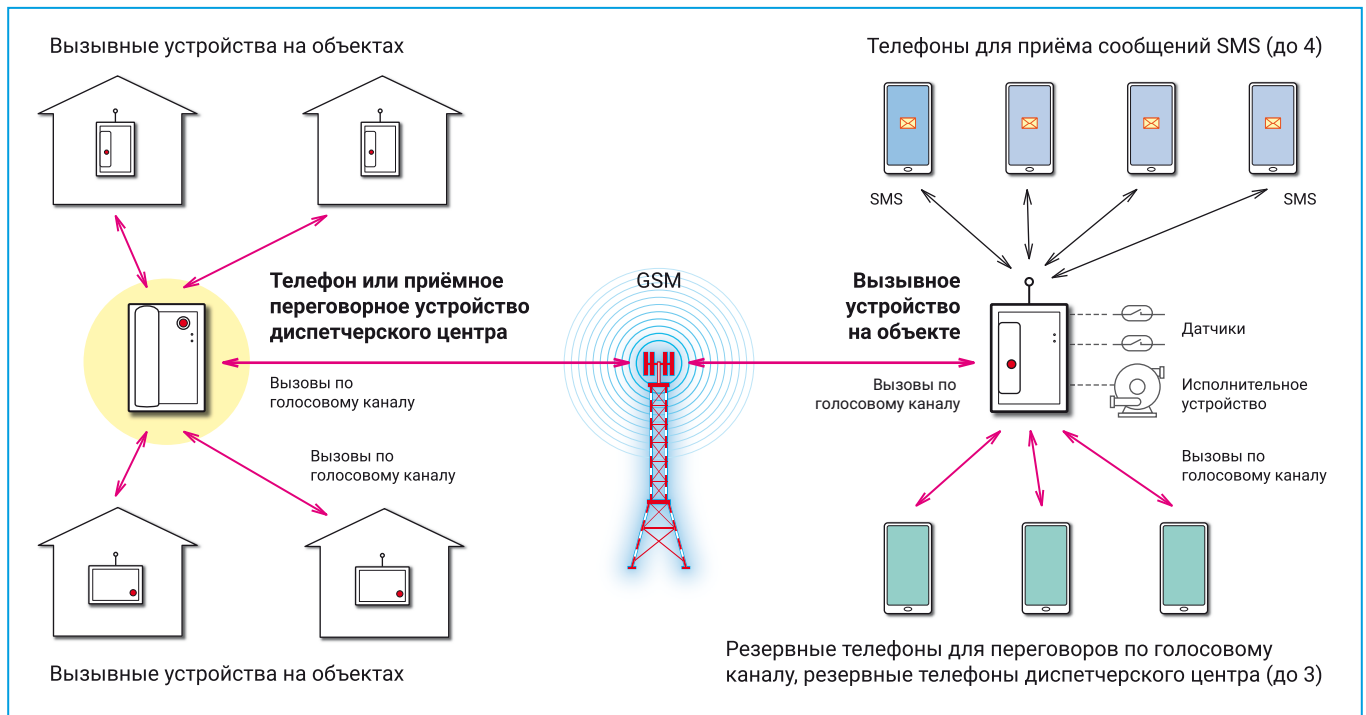 Вызывные устройства на объектах
Телефоны для приёма сообщений SMS (до 4)
SMS
SMS
Телефон или приёмное
переговорное устройство
диспетчерского центра
GSM
Вызывное
устройство
на объекте
Датчики
Вызовы по
голосовому каналу
Вызовы по
голосовому каналу
Исполнительное
устройство
Вызовы по
голосовому каналу
Вызовы по
голосовому каналу
Вызывные устройства на объектах
Резервные телефоны для переговоров по голосовому
каналу, резервные телефоны диспетчерского центра (до 3)